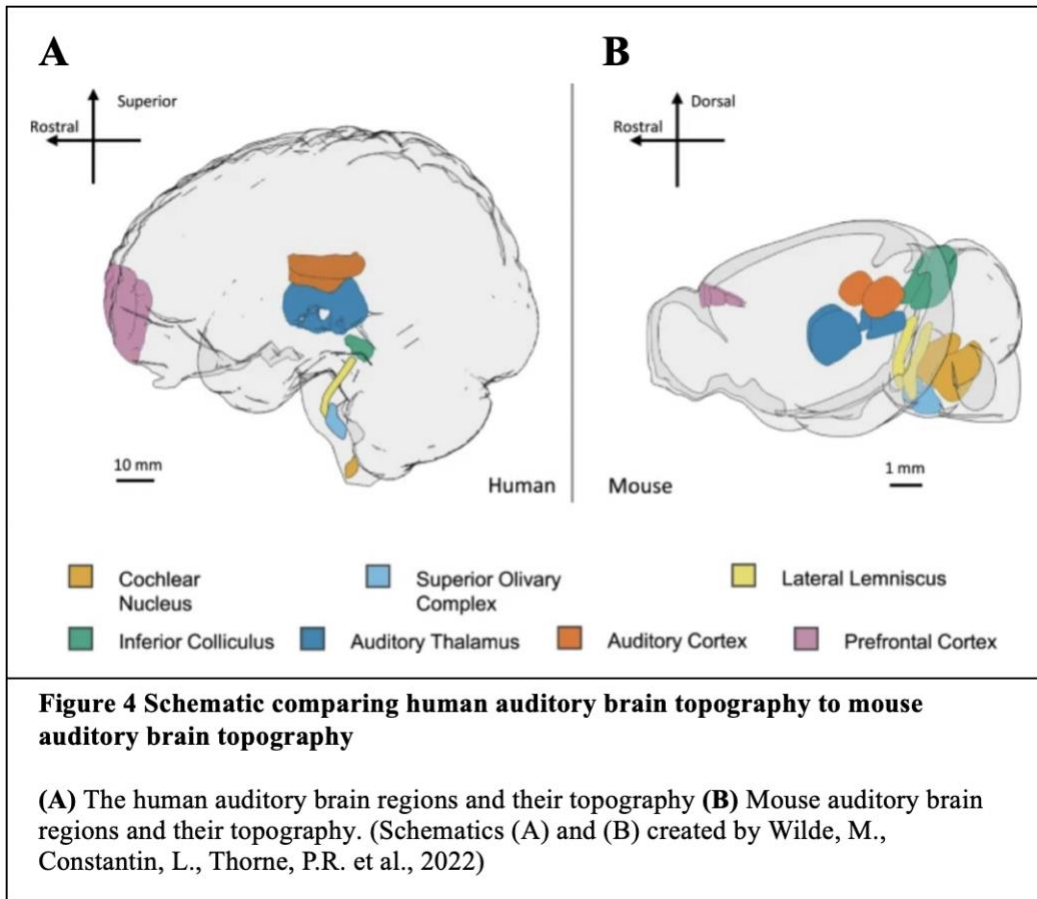 A
B
Superior
Rostral
Dorsal
Rostral
10 mm
Human
Mouse
1 mm
Cochlear
Nucleus
Superior Olivary
Complex
Lateral Lemniscus
Inferior Colliculus
Auditory Thalamus
Auditory Cortex
Prefrontal Cortex
Figure 4 Schematic comparing human auditory brain topography to mouse
auditory brain topography
(A) The human auditory brain regions and their topography (B) Mouse auditory brain
regions and their topography. (Schematics (A) and (B) created by Wilde, M.,
Constantin, L., Thorne, P.R. et al., 2022)